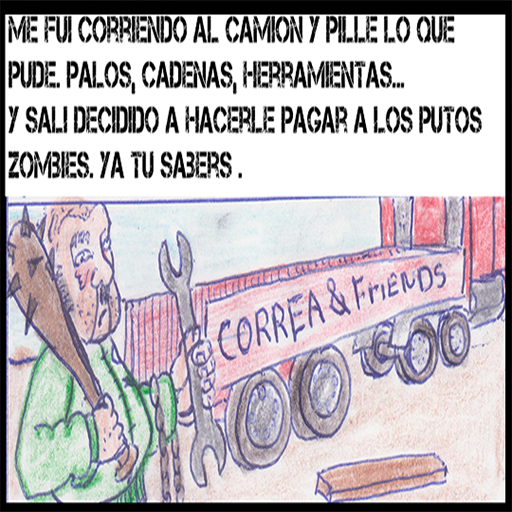 ME FUI CORRIENDO AL CAMION Y PILLE LO QUE
PUDE. PALOS, CADENAS, HERRAMIENTAS...
Y SALI DECIDIDO A HACERLE PAGAR A LOS PUTOS
ZOMBIES. YA TU SABERS .
CORREA & FRiENDS